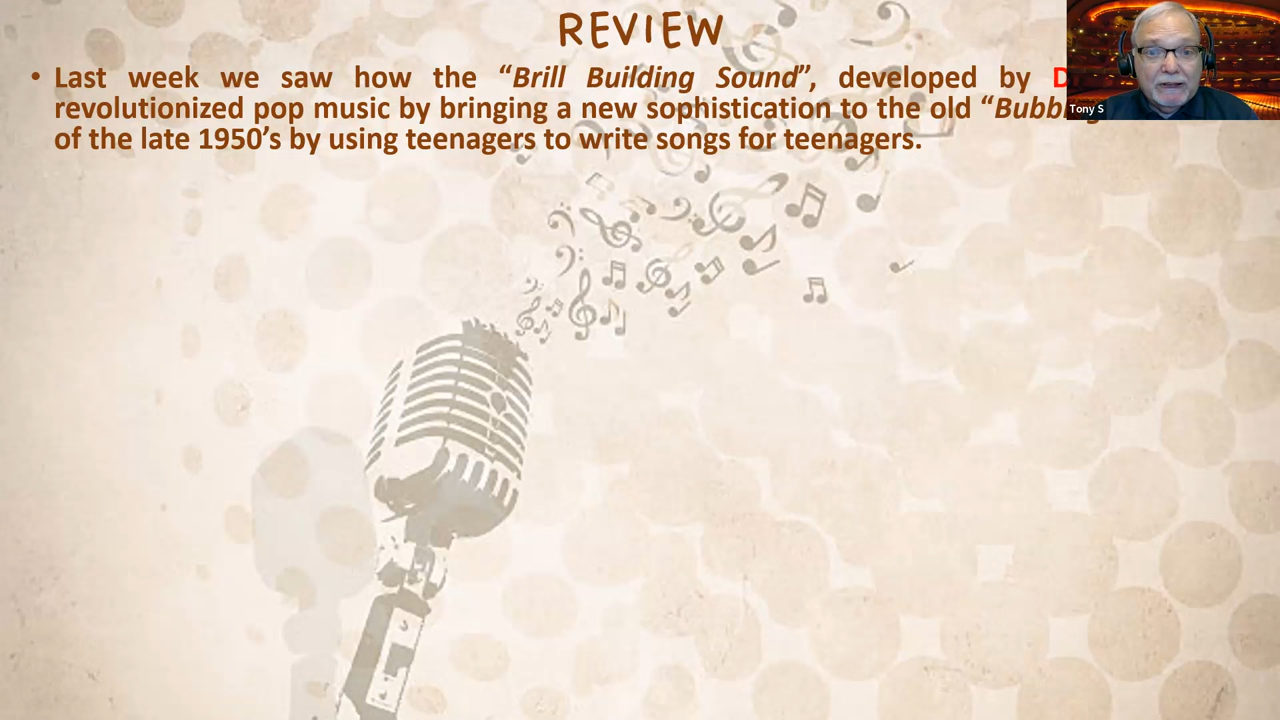 REVIEW
• Last week we saw how the “Brill Building Sound”, developed by
revolutionized pop music by bringing a new sophistication to the old
of the late 1950’s by using teenagers to write songs for teenagers.
Tony S